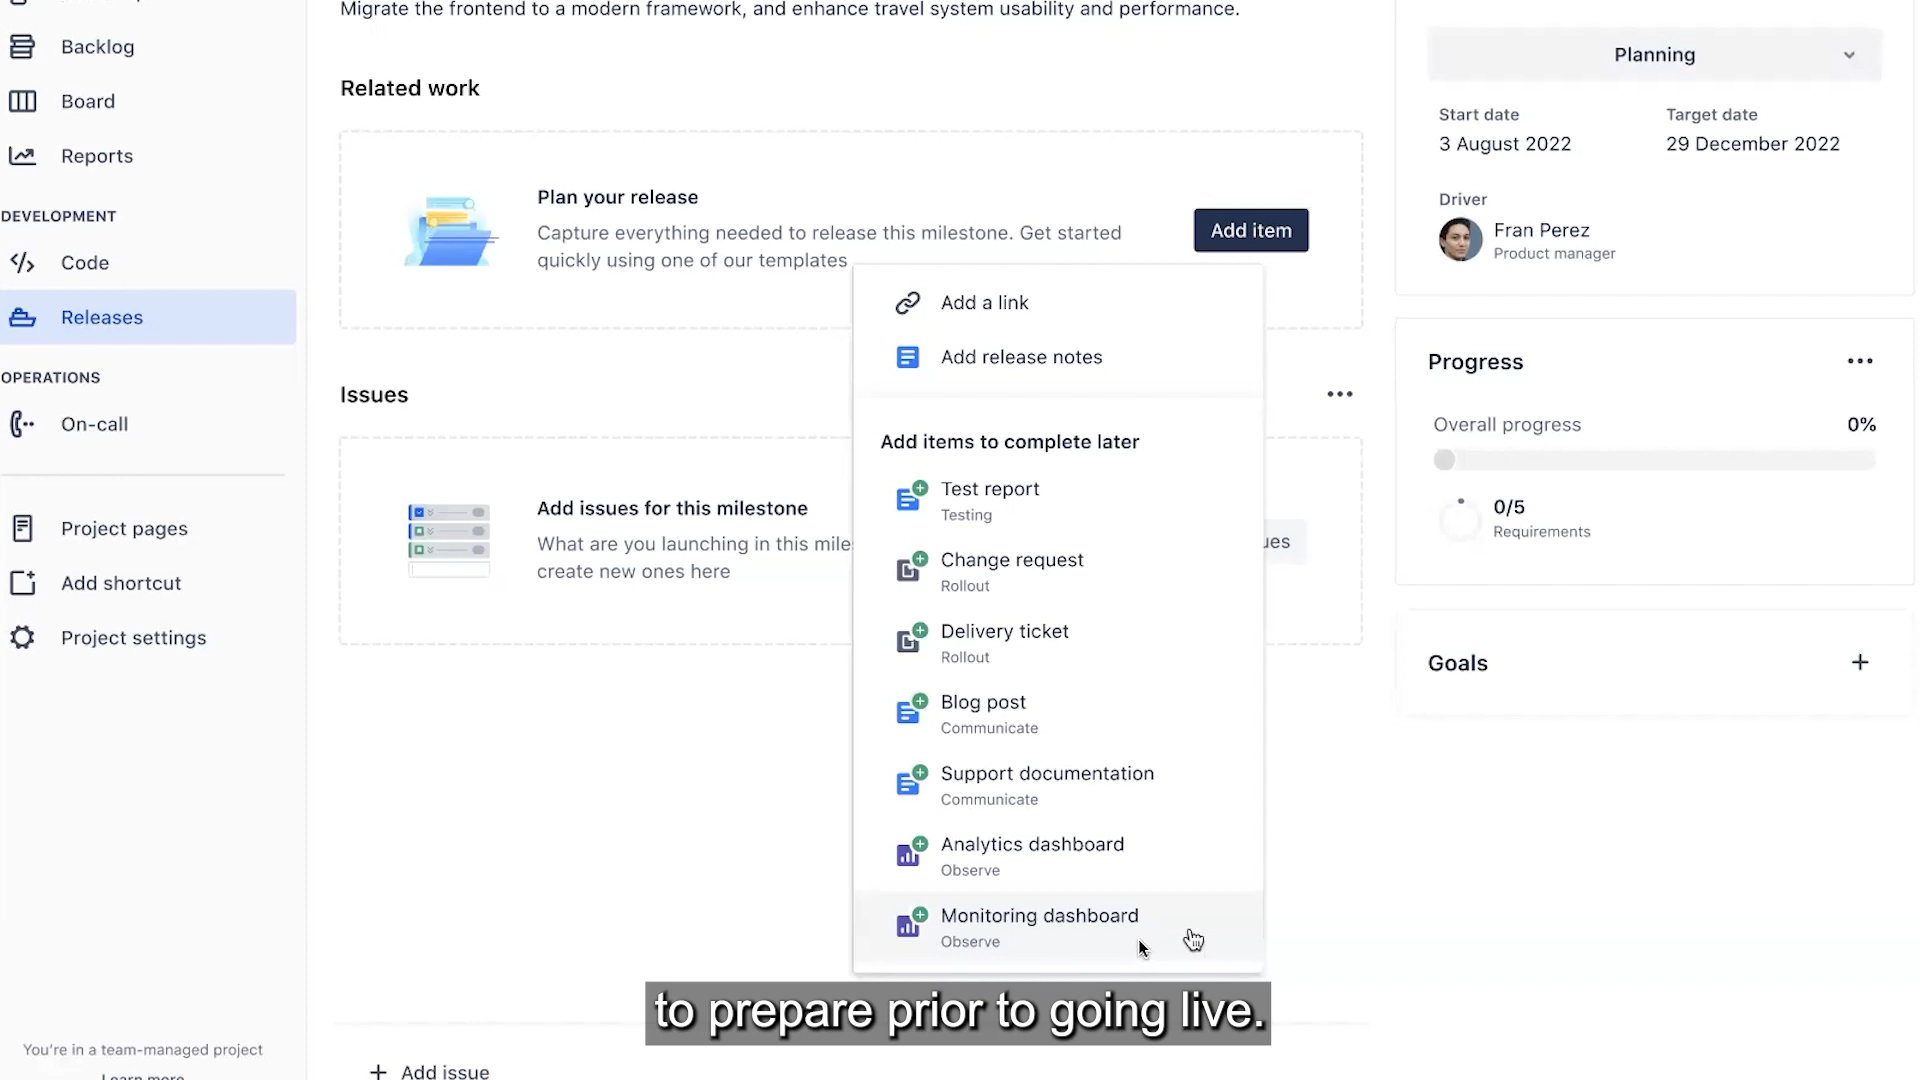 Migrate the frontend to a modern framework, and enhance travel system usability and performance.
Backlog
Board
Reports
DEVELOPMENT
Code
Releases
OPERATIONS
On-call
Project pages
Add shortcut
Project settings
You're in a team-managed project
Learn more
Related work
Plan your release
Capture everything needed to release this milestone. Get started
quickly using one of our templates
Add item
Issues
Add issues for this milestone
What are you launching in this
create new ones here
Add a link
Add release notes
Add items to complete later
Test report
Testing
Change request
Rollout
Delivery ticket
Rollout
Blog post
Communicate
Support documentation
Communicate
Analytics dashboard
Observe
Monitoring dashboard
Observe
to prepare prior to going live.
Add issue
Planning
Start date
3 August 2022
Target date
29 December 2022
Driver
Fran Perez
Product manager
Progress
Overall progress
0%
0/5
Requirements
Goals